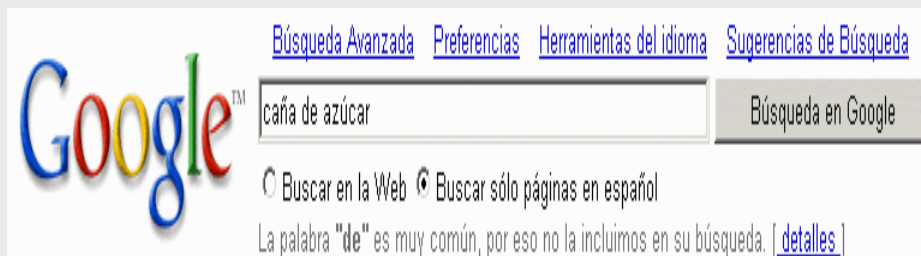 Búsqueda Avanzada Preferencias Herramientas del idioma Sugerencias de Búsqueda
Google™
caña de azúcar
Búsqueda en Google
Buscar en la Web Buscar sólo páginas en español
La palabra "de" es muy común, por eso no la incluimos en su búsqueda. [ detalles ]